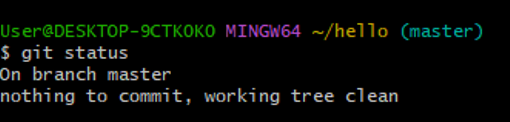 User@DESKTOP-9CTKOKO MINGW64 ~/hello (master)
$ git status
On branch master
nothing to commit, working tree clean